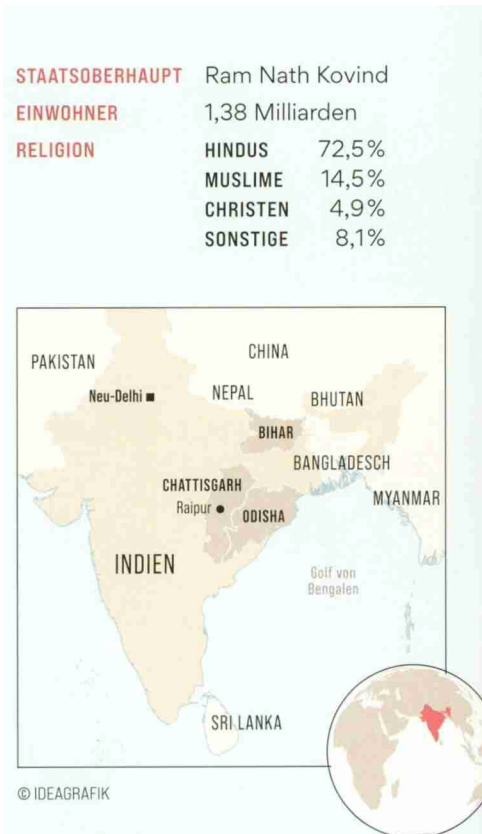 STAATSOBERHAUPT Ram Nath Kovind
EINWOHNER 1,38 Milliarden
RELIGION HINDUS 72,5%
MUSLIME 14,5%
CHRISTEN 4,9%
SONSTIGE 8,1%
PAKISTAN
CHINA
Neu-Delhi
NEPAL
BHUTAN
BIHAR
BANGLADESCH
CHATTISGARH
MYANMAR
Raipur
ODISHA
INDIEN
Golf von
Bengalen
SRI LANKA
© IDEAGRAFIK